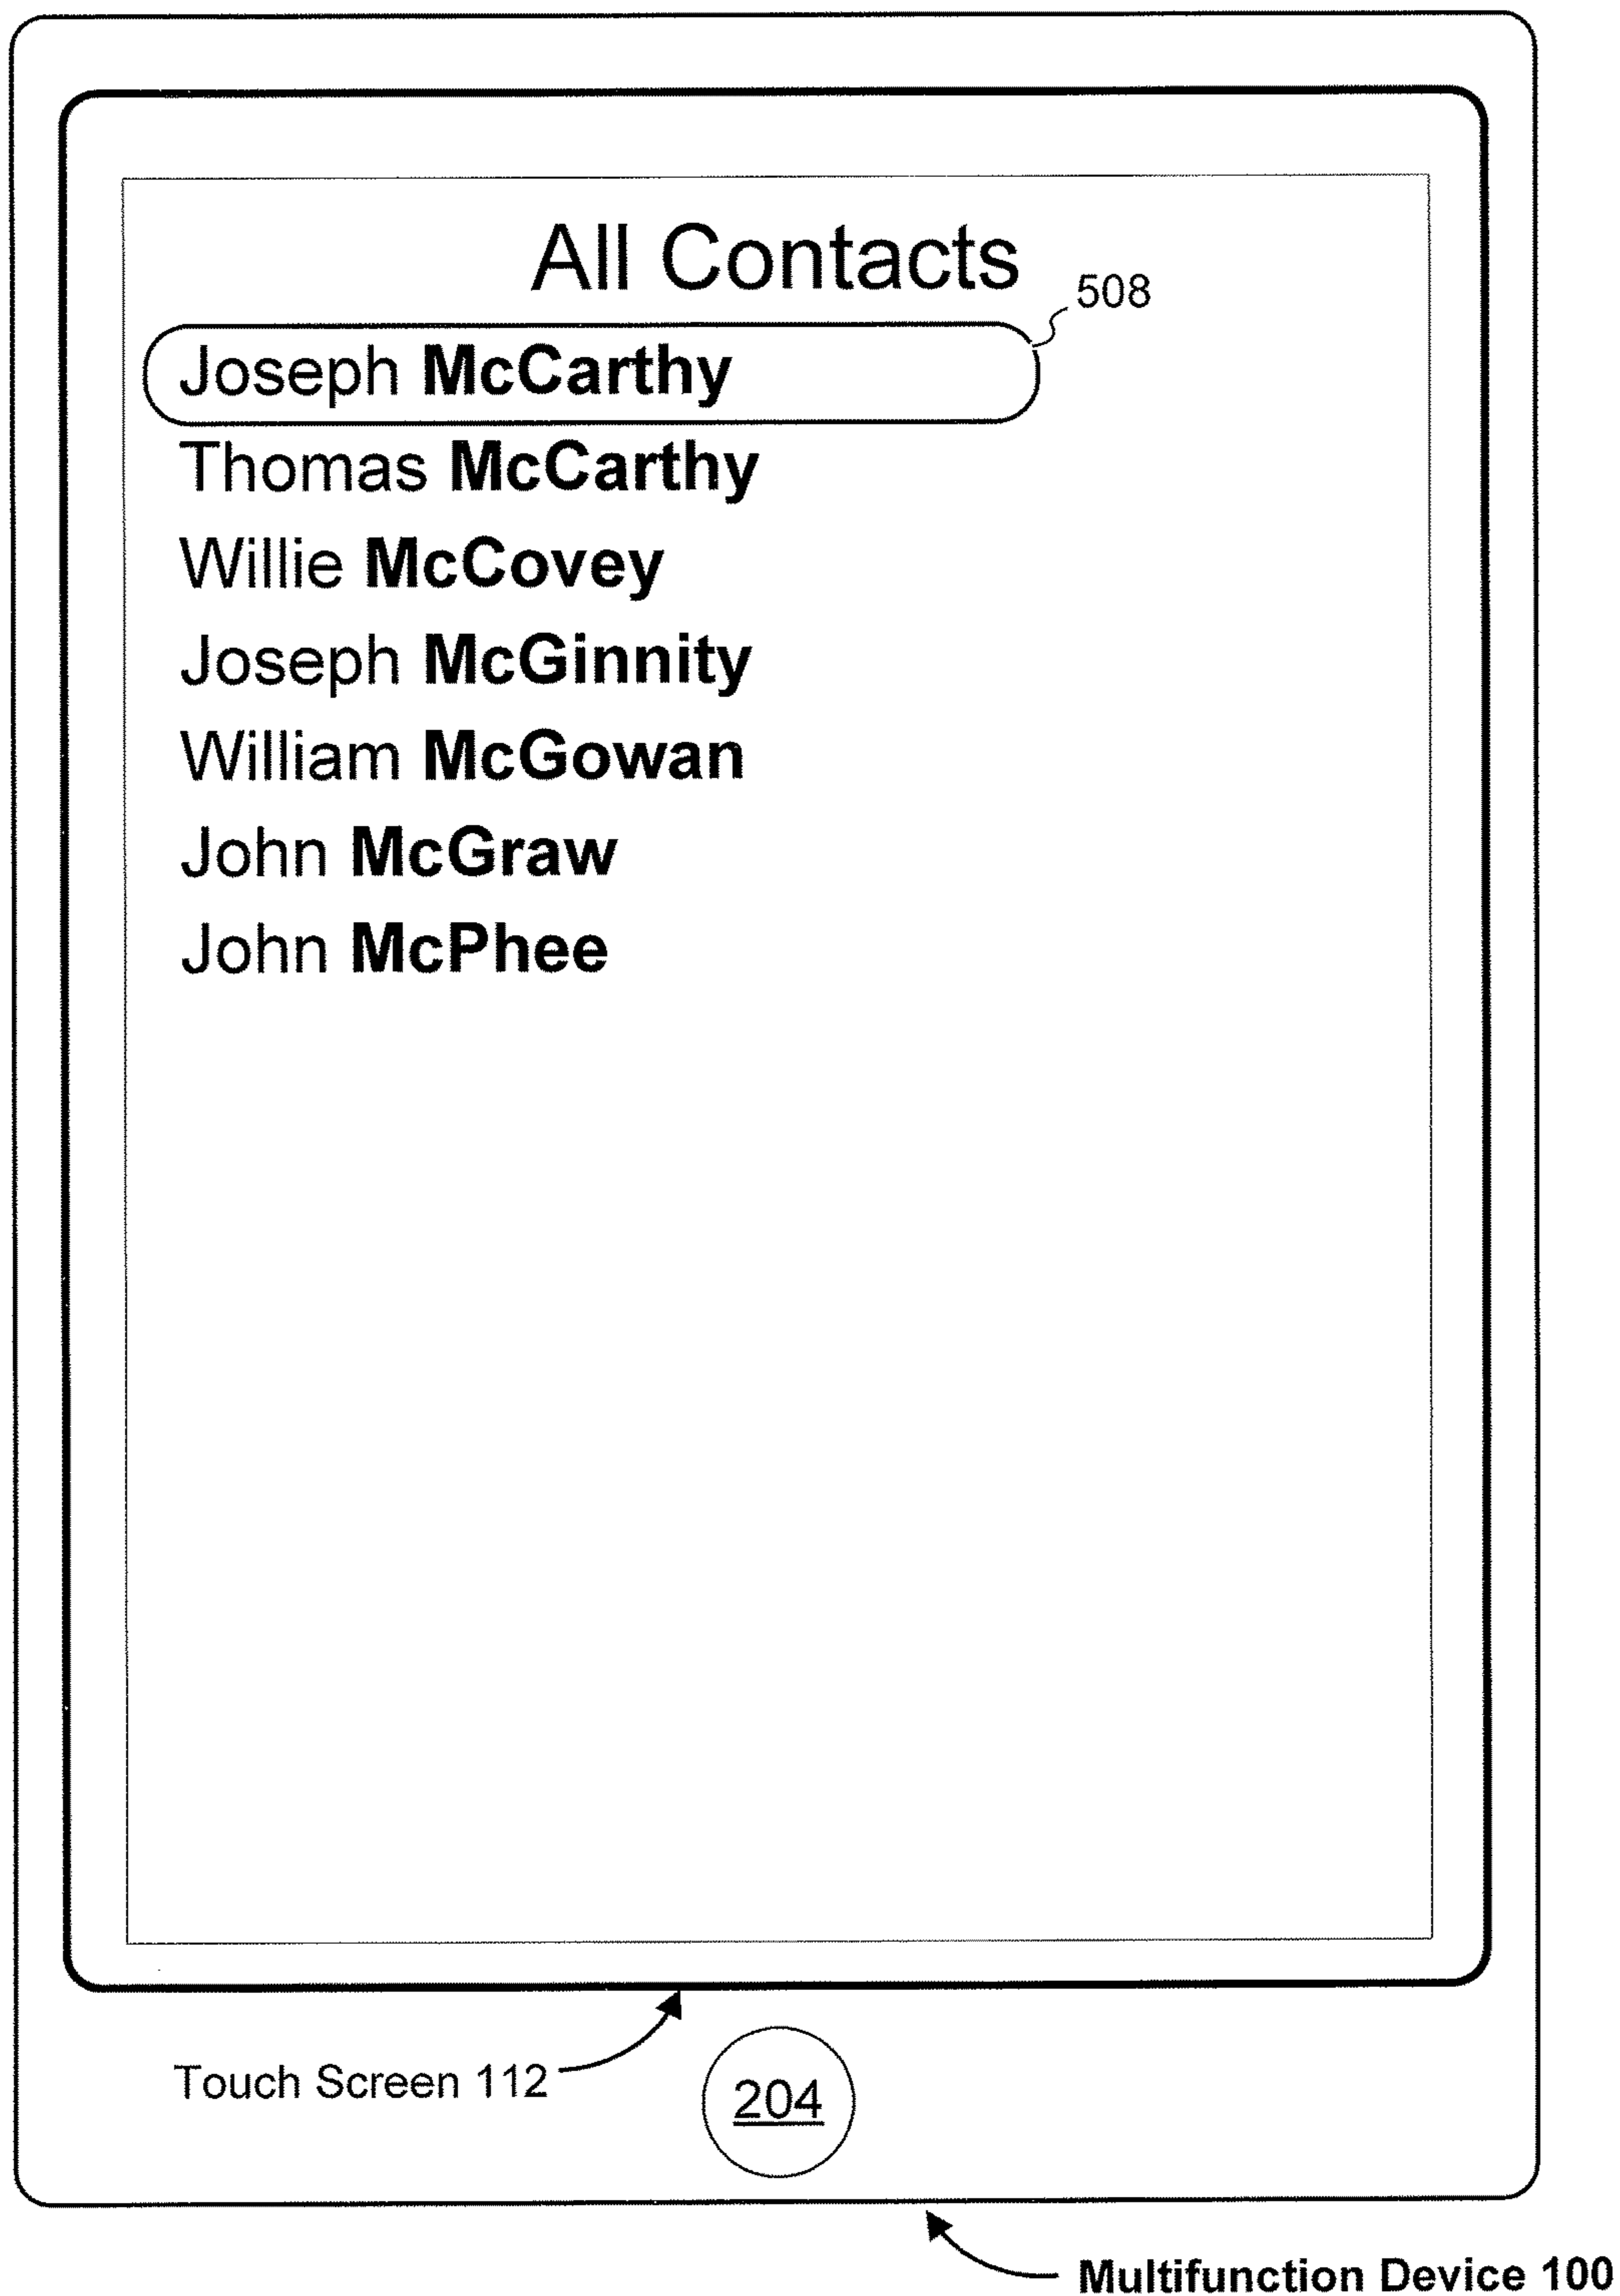 All Contacts
508
Joseph McCarthy
Thomas McCarthy
Willie McCovey
Joseph McGinnity
William McGowan
John McGraw
John McPhee
Touch Screen 112
204
Multifunction Device 100